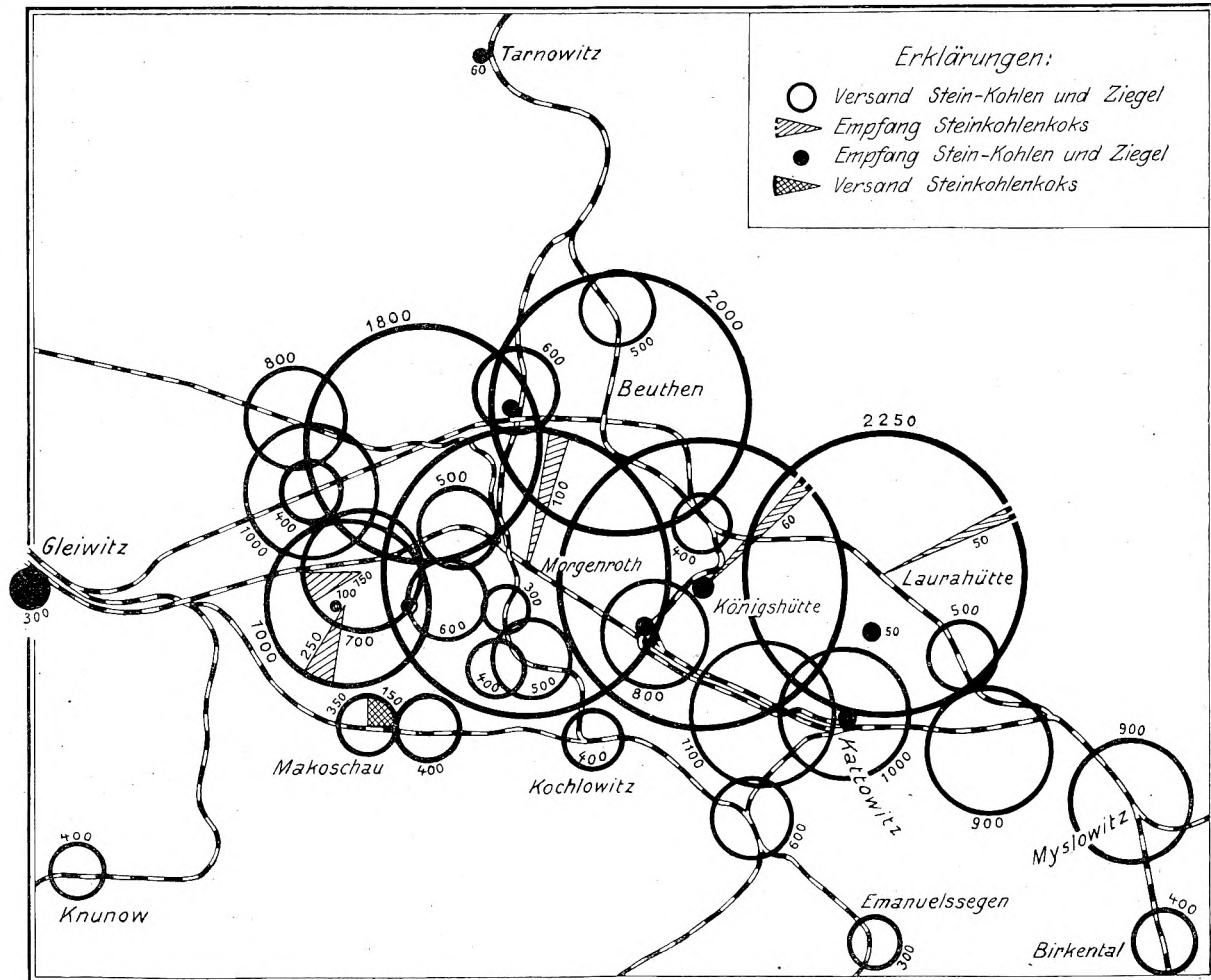 Tarnowitz
60
Erklärungen:
Versand Stein-Kohlen und Ziegel
Empfang Steinkohlenkoks
Empfang Stein-Kohlen und Ziegel
Versand Steinkohlenkoks
2000
1800
500
800
600
Beuthen
2250
500
100
60
400
1000
400
50
Gleiwitz
Morgenroth
Laurahütte
300
150
100
300
Königshütte
500
50
1000
250
700
600
400
500
800
350
150
1100
1000
900
Makoschau
400
Kochlowitz
400
Kattowitz
900
600
Myslowitz
400
Knunow
Emanuelssegen
300
400
Birkental